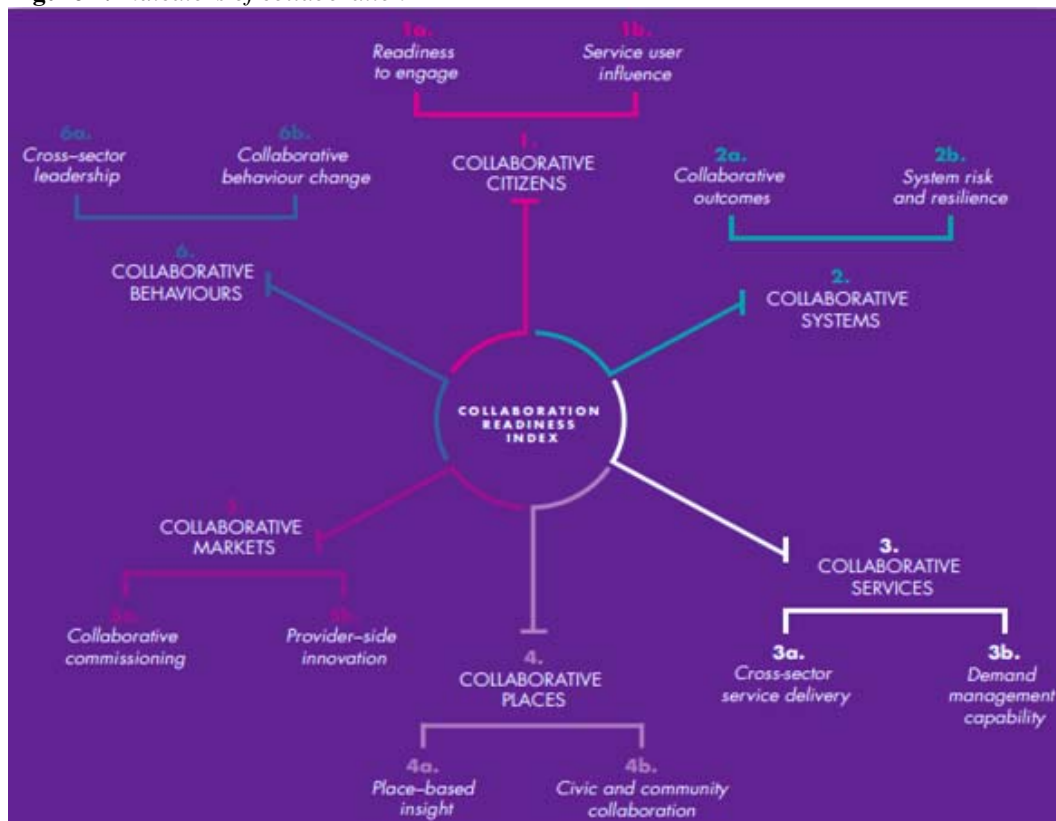 1a.
Readiness
to engage
1b.
Service user
influence
1.
COLLABORATIVE
CITIZENS
2a.
Collaborative
outcomes
2b.
System risk
and resilience
2.
COLLABORATIVE
SYSTEMS
3.
COLLABORATIVE
SERVICES
3a.
Cross-sector
service delivery
3b.
Demand
management
capability
4.
COLLABORATIVE
PLACES
4a.
Place–based
insight
4b.
Civic and community
collaboration
COLLABORATIVE
MARKETS
Collaborative
commissioning
Provider–side
innovation
6.
COLLABORATIVE
BEHAVIOURS
6a.
Cross–sector
leadership
6b.
Collaborative
behaviour change
COLLABORATION
READINESS
INDEX